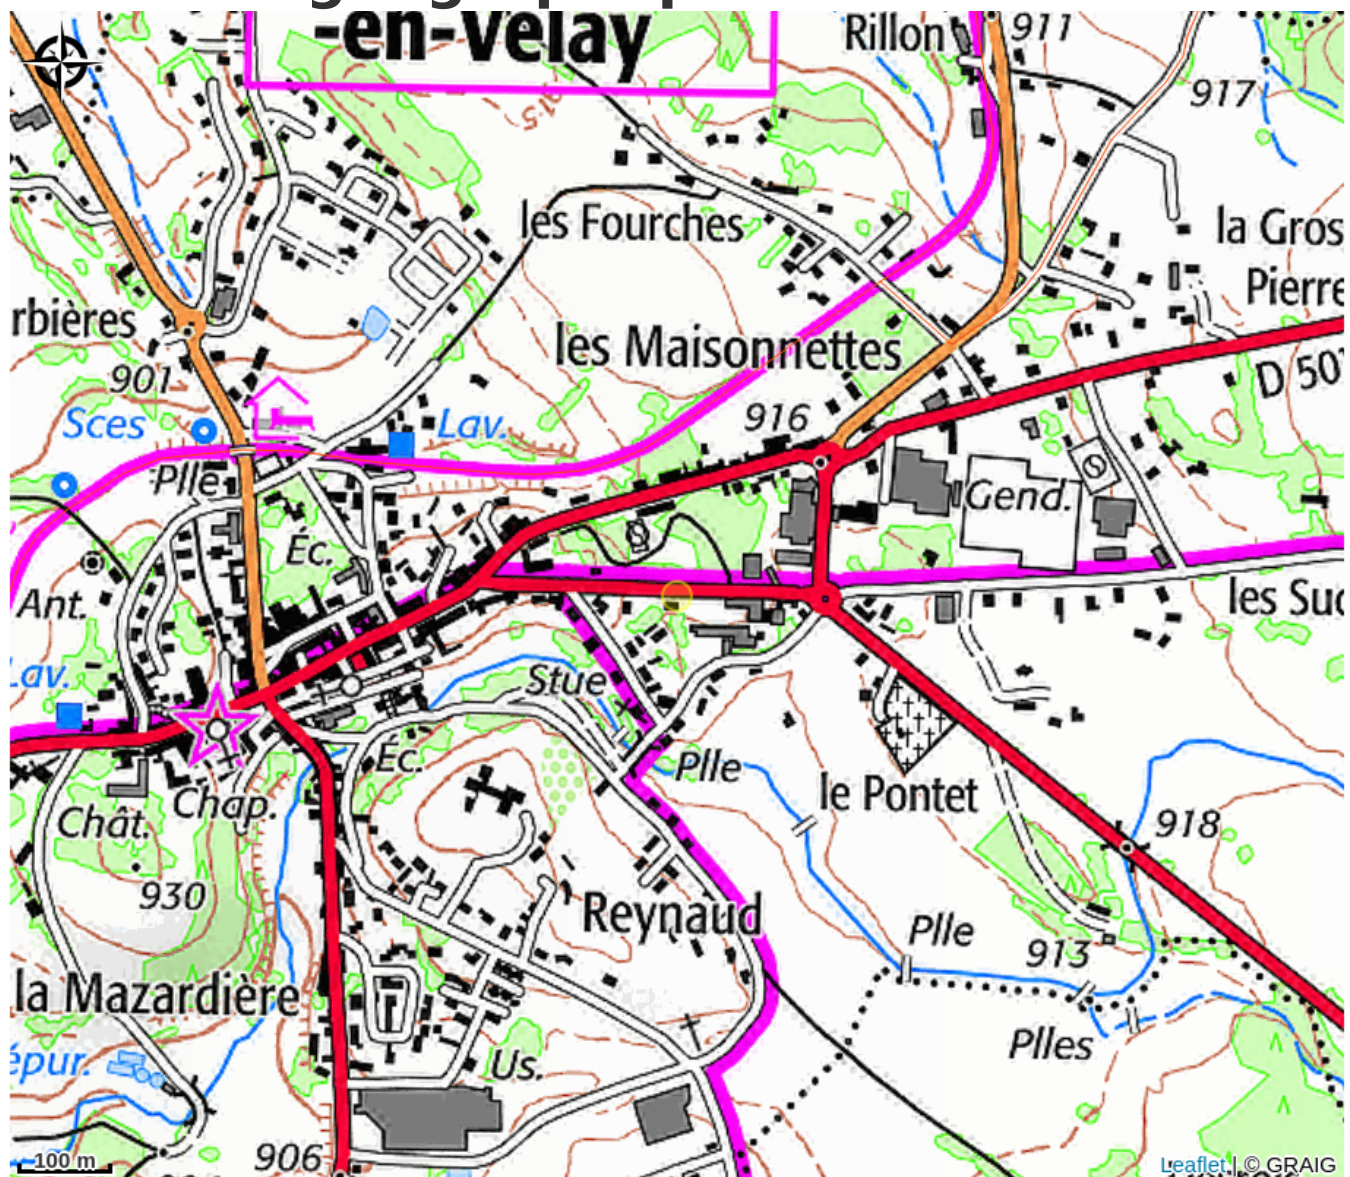 -en-Velay
Rillon
911
917
915
les Fourches
la Gros
Pierre
rbières
les Maisonnettes
901
D 50
Sces
Lav.
916
Plle
Gend.
Éc.
Ant.
les Suc
Lav.
Stue
Éc.
Plle
le Pontet
Chât.
Chap.
918
930
Reynaud
Plle
913
la Mazardière
Plles
épur.
Us.
100 m
906
Leaflet | © GRAIG